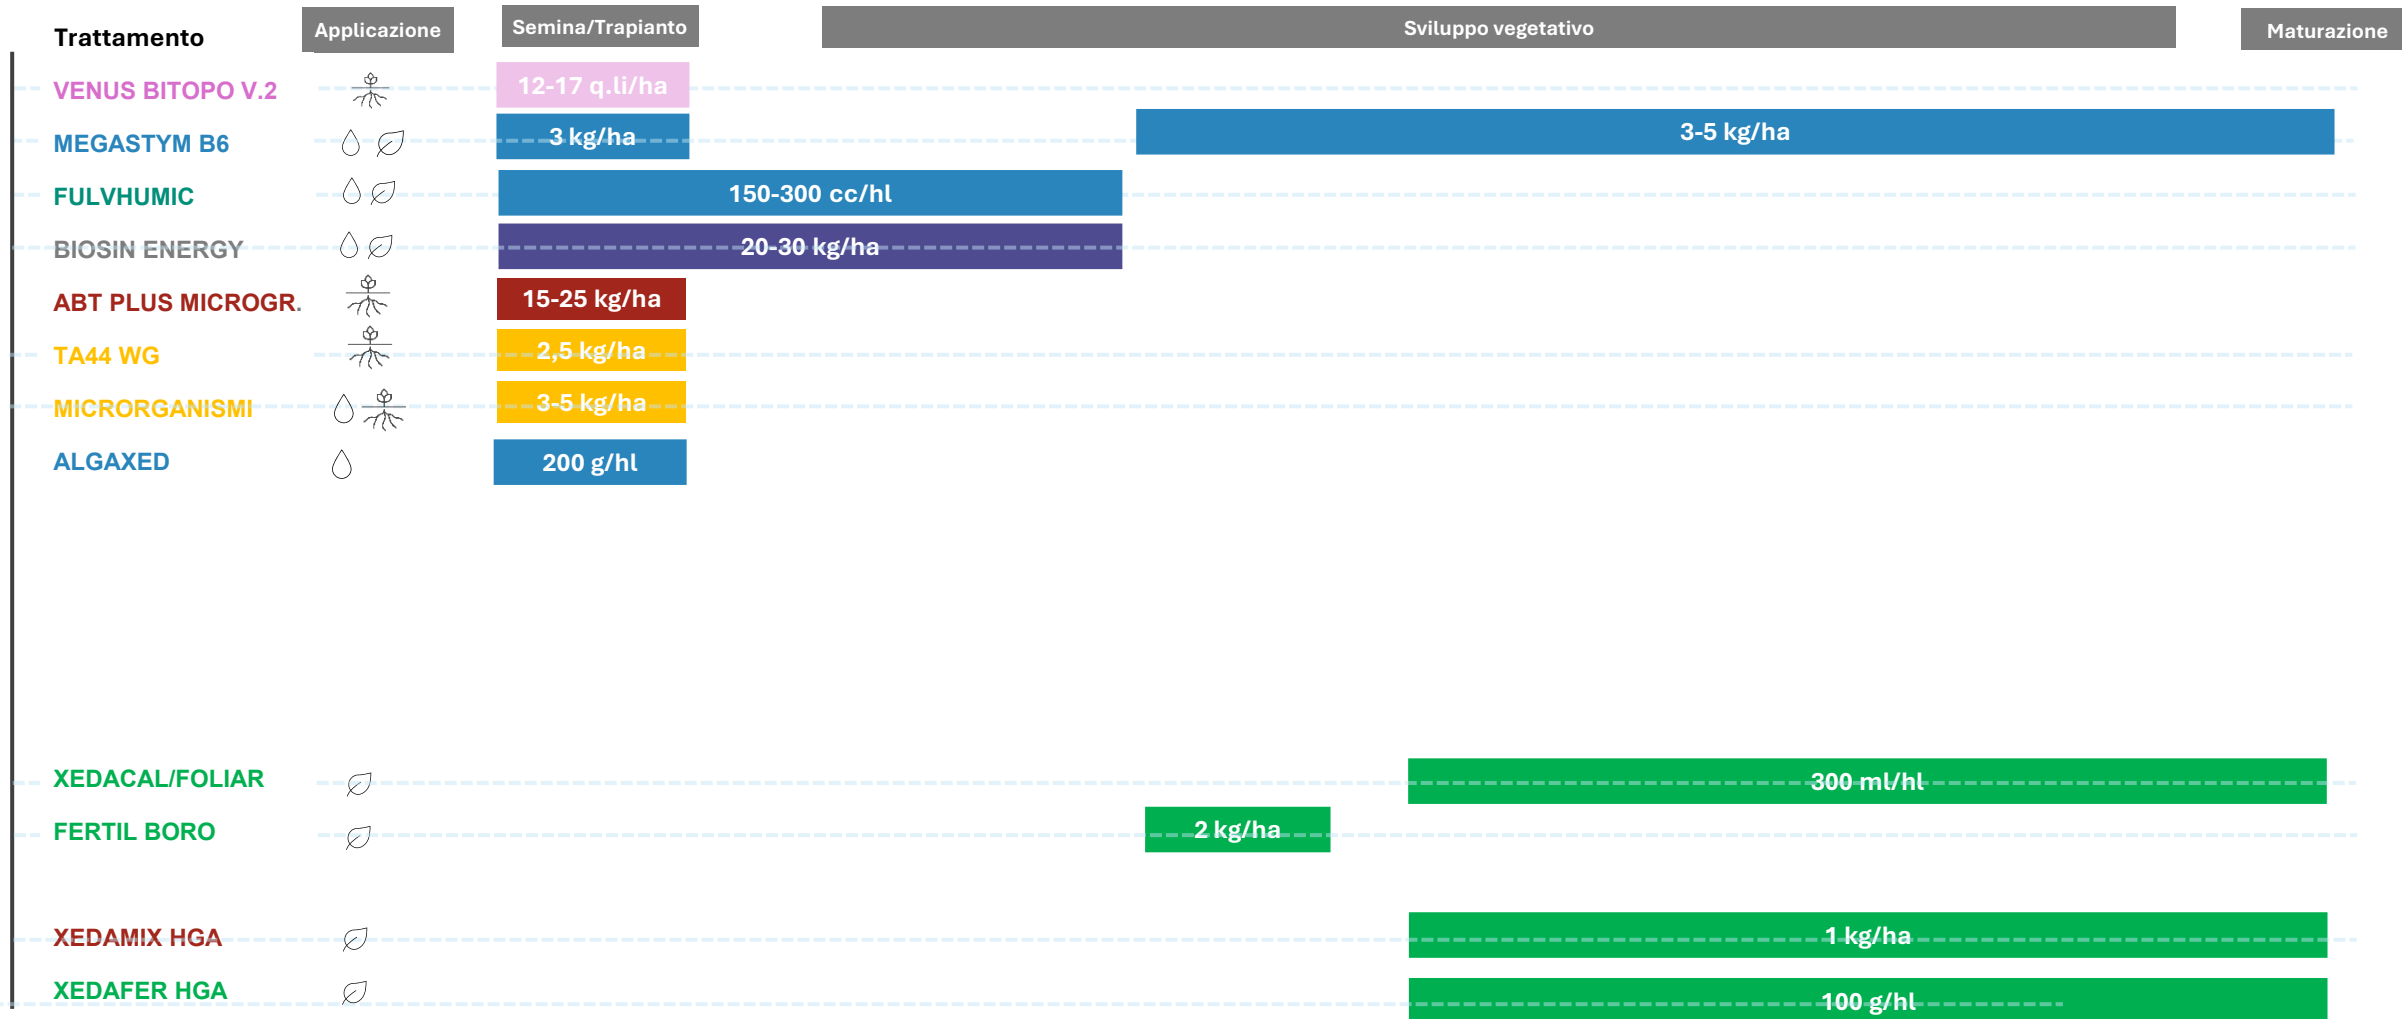 Trattamento Applicazione Semina/Trapianto Sviluppo vegetativo Maturazione
VENUS BITOPO V.2 12-17 q.li/ha
MEGASTYM B6 3 kg/ha 3-5 kg/ha
FULVHUMIC 150-300 cc/hl
BIOSIN ENERGY 20-30 kg/ha
ABT PLUS MICROGR. 15-25 kg/ha
TA44 WG 2,5 kg/ha
MICRORGANISMI 3-5 kg/ha
ALGAXED 200 g/hl
XEDACAL/FOLIAR 300 ml/hl
FERTIL BORO 2 kg/ha
XEDAMIX HGA 1 kg/ha
XEDAFER HGA 100 g/hl